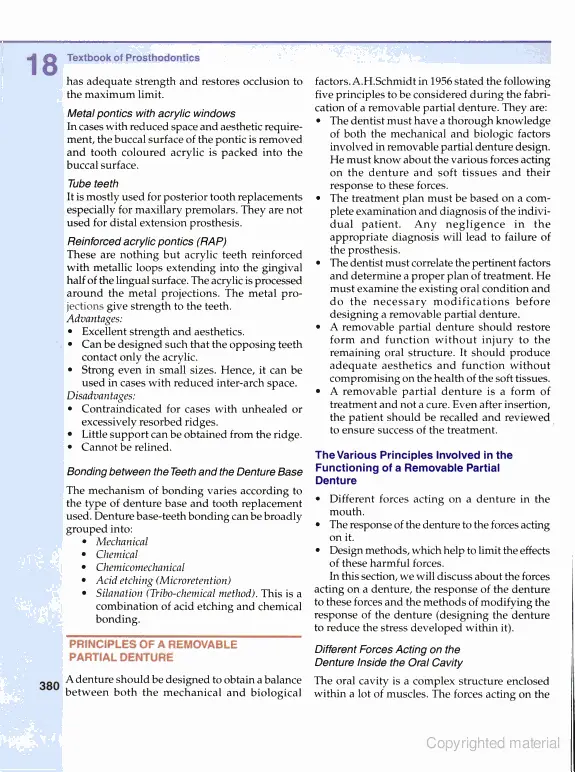 18
Textbook of Prosthodontics
has adequate strength and restores occlusion to
the maximum limit.
Metal pontics with acrylic windows
In cases with reduced space and aesthetic require-
ment, the buccal surface of the pontic is removed
and tooth coloured acrylic is packed into the
buccal surface.
Tube teeth
It is mostly used for posterior tooth replacements
especially for maxillary premolars. They are not
used for distal extension prosthesis.
Reinforced acrylic pontics (RAP)
These are nothing but acrylic teeth reinforced
with metallic loops extending into the gingival
half of the lingual surface. The acrylic is processed
around the metal projections. The metal pro-
jections give strength to the teeth.
Advantages:
• Excellent strength and aesthetics.
• Can be designed such that the opposing teeth
contact only the acrylic.
• Strong even in small sizes. Hence, it can be
used in cases with reduced inter-arch space.
Disadvantages:
• Contraindicated for cases with unhealed or
excessively resorbed ridges.
• Little support can be obtained from the ridge.
• Cannot be relined.
Bonding between the Teeth and the Denture Base
The mechanism of bonding varies according to
the type of denture base and tooth replacement
used. Denture base-teeth bonding can be broadly
grouped into:
• Mechanical
• Chemical
• Chemicomechanical
• Acid etching (Microretention)
• Silanation (Tribo-chemical method). This is a
combination of acid etching and chemical
bonding.
PRINCIPLES OF A REMOVABLE
PARTIAL DENTURE
A denture should be designed to obtain a balance
between both the mechanical and biological
380
factors. A.H.Schmidt in 1956 stated the following
five principles to be considered during the fabri-
cation of a removable partial denture. They are:
• The dentist must have a thorough knowledge
of both the mechanical and biologic factors
involved in removable partial denture design.
He must know about the various forces acting
on the denture and soft tissues and their
response to these forces.
• The treatment plan must be based on a com-
plete examination and diagnosis of the indivi-
dual patient. Any negligence in the
appropriate diagnosis will lead to failure of
the prosthesis.
• The dentist must correlate the pertinent factors
and determine a proper plan of treatment. He
must examine the existing oral condition and
do the necessary modifications before
designing a removable partial denture.
• A removable partial denture should restore
form and function without injury to the
remaining oral structure. It should produce
adequate aesthetics and function without
compromising on the health of the soft tissues.
• A removable partial denture is a form of
treatment and not a cure. Even after insertion,
the patient should be recalled and reviewed
to ensure success of the treatment.
The Various Principles Involved in the
Functioning of a Removable Partial
Denture
• Different forces acting on a denture in the
mouth.
• The response of the denture to the forces acting
on it.
• Design methods, which help to limit the effects
of these harmful forces.
In this section, we will discuss about the forces
acting on a denture, the response of the denture
to these forces and the methods of modifying the
response of the denture (designing the denture
to reduce the stress developed within it).
Different Forces Acting on the
Denture Inside the Oral Cavity
The oral cavity is a complex structure enclosed
within a lot of muscles. The forces acting on the
Copyrighted material